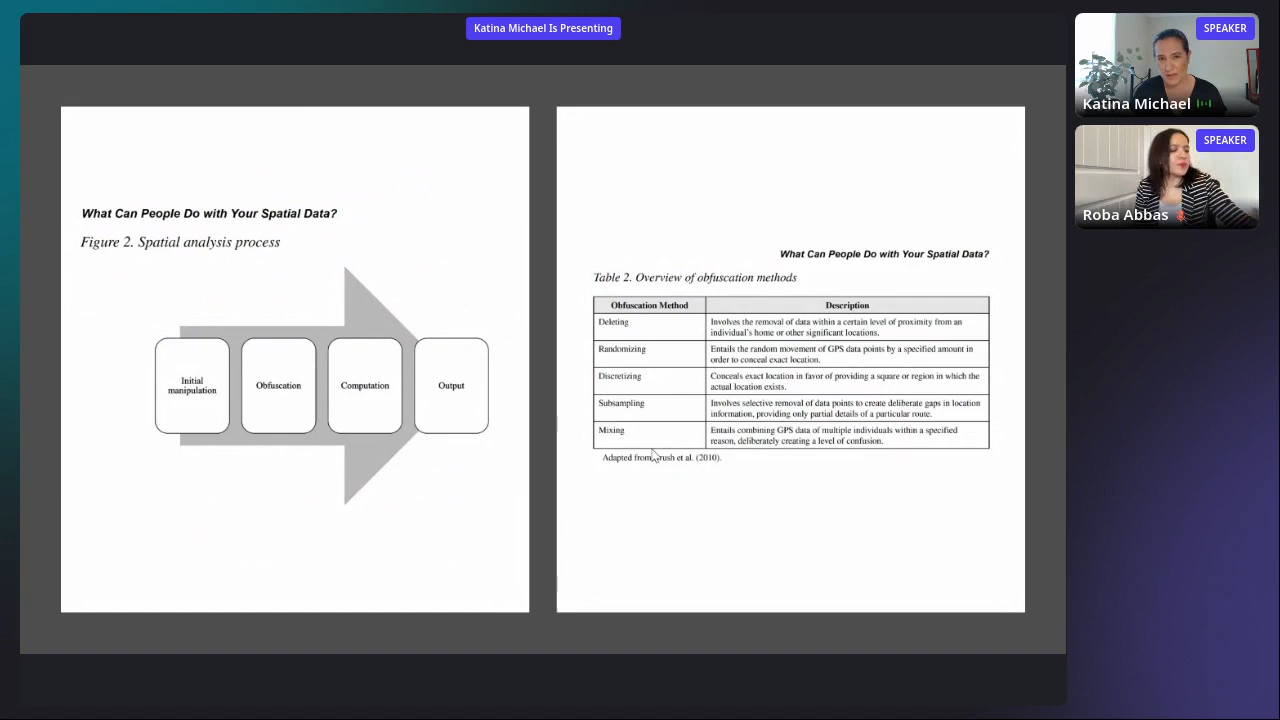 Katina Michael Is Presenting
What Can People Do with Your Spatial Data?
Figure 2. Spatial analysis process
Initial
manipulation
Obfuscation
Computation
Output
What Can People Do with Your Spatial Data?
Table 2. Overview of obfuscation methods
Obfuscation Method Description
Deleting Involves the removal of data within a certain level of proximity from an
individual's home or other significant locations.
Randomizing Entails the random movement of GPS data points by a specified amount in
order to conceal exact location.
Discretizing Conceals exact location in favor of providing a square or region in which the
actual location exists.
Subsampling Involves selective removal of data points to create deliberate gaps in location
information, providing only partial details of a particular route.
Mixing Entails combining GPS data of multiple individuals within a specified
reason, deliberately creating a level of confusion.
Adapted from et al. (2010).
SPEAKER
Katina Michael
SPEAKER
Roba Abbas